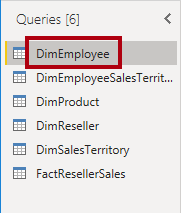 Queries [6]
DimEmployee
DimEmployeeSalesTerrit...
DimProduct
DimReseller
DimSalesTerritory
FactResellerSales